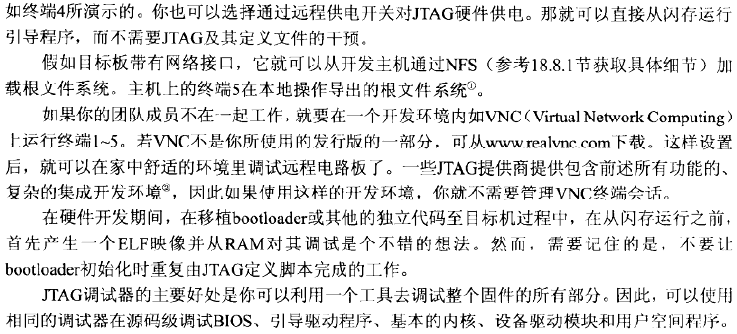 如终端4所演示的。你也可以选择通过远程供电开关对JTAG硬件供电。那就可以直接从闪存运行
引导程序，而不需要JTAG及其定义文件的干预。
假如目标板带有网络接口，它就可以从开发主机通过NFS（参考18.8.1节获取具体细节）加
载根文件系统。主机上的终端5在本地操作导出的根文件系统①。
如果你的团队成员不在一起工作，就要在一个开发环境内如VNC（Virtual Network Computing）
上运行终端1~5。若VNC不是你所使用的发行版的一部分，可从www.realvnc.com下载。这样设置
后，就可以在家中舒适的环境里调试远程电路板了。一些JTAG提供商提供包含前述所有功能的、
复杂的集成开发环境②，因此如果使用这样的开发环境，你就不需要管理VNC终端会话。
在硬件开发期间，在移植bootloader或其他的独立代码至目标机过程中，在从闪存运行之前，
首先产生一个ELF映像并从RAM对其调试是个不错的想法。然而，需要记住的是，不要让
bootloader初始化时重复由JTAG定义脚本完成的工作。
JTAG调试器的主要好处是你可以利用一个工具去调试整个固件的所有部分。因此，可以使用
相同的调试器在源码级调试BIOS、引导驱动程序、基本的内核、设备驱动模块和用户空间程序。